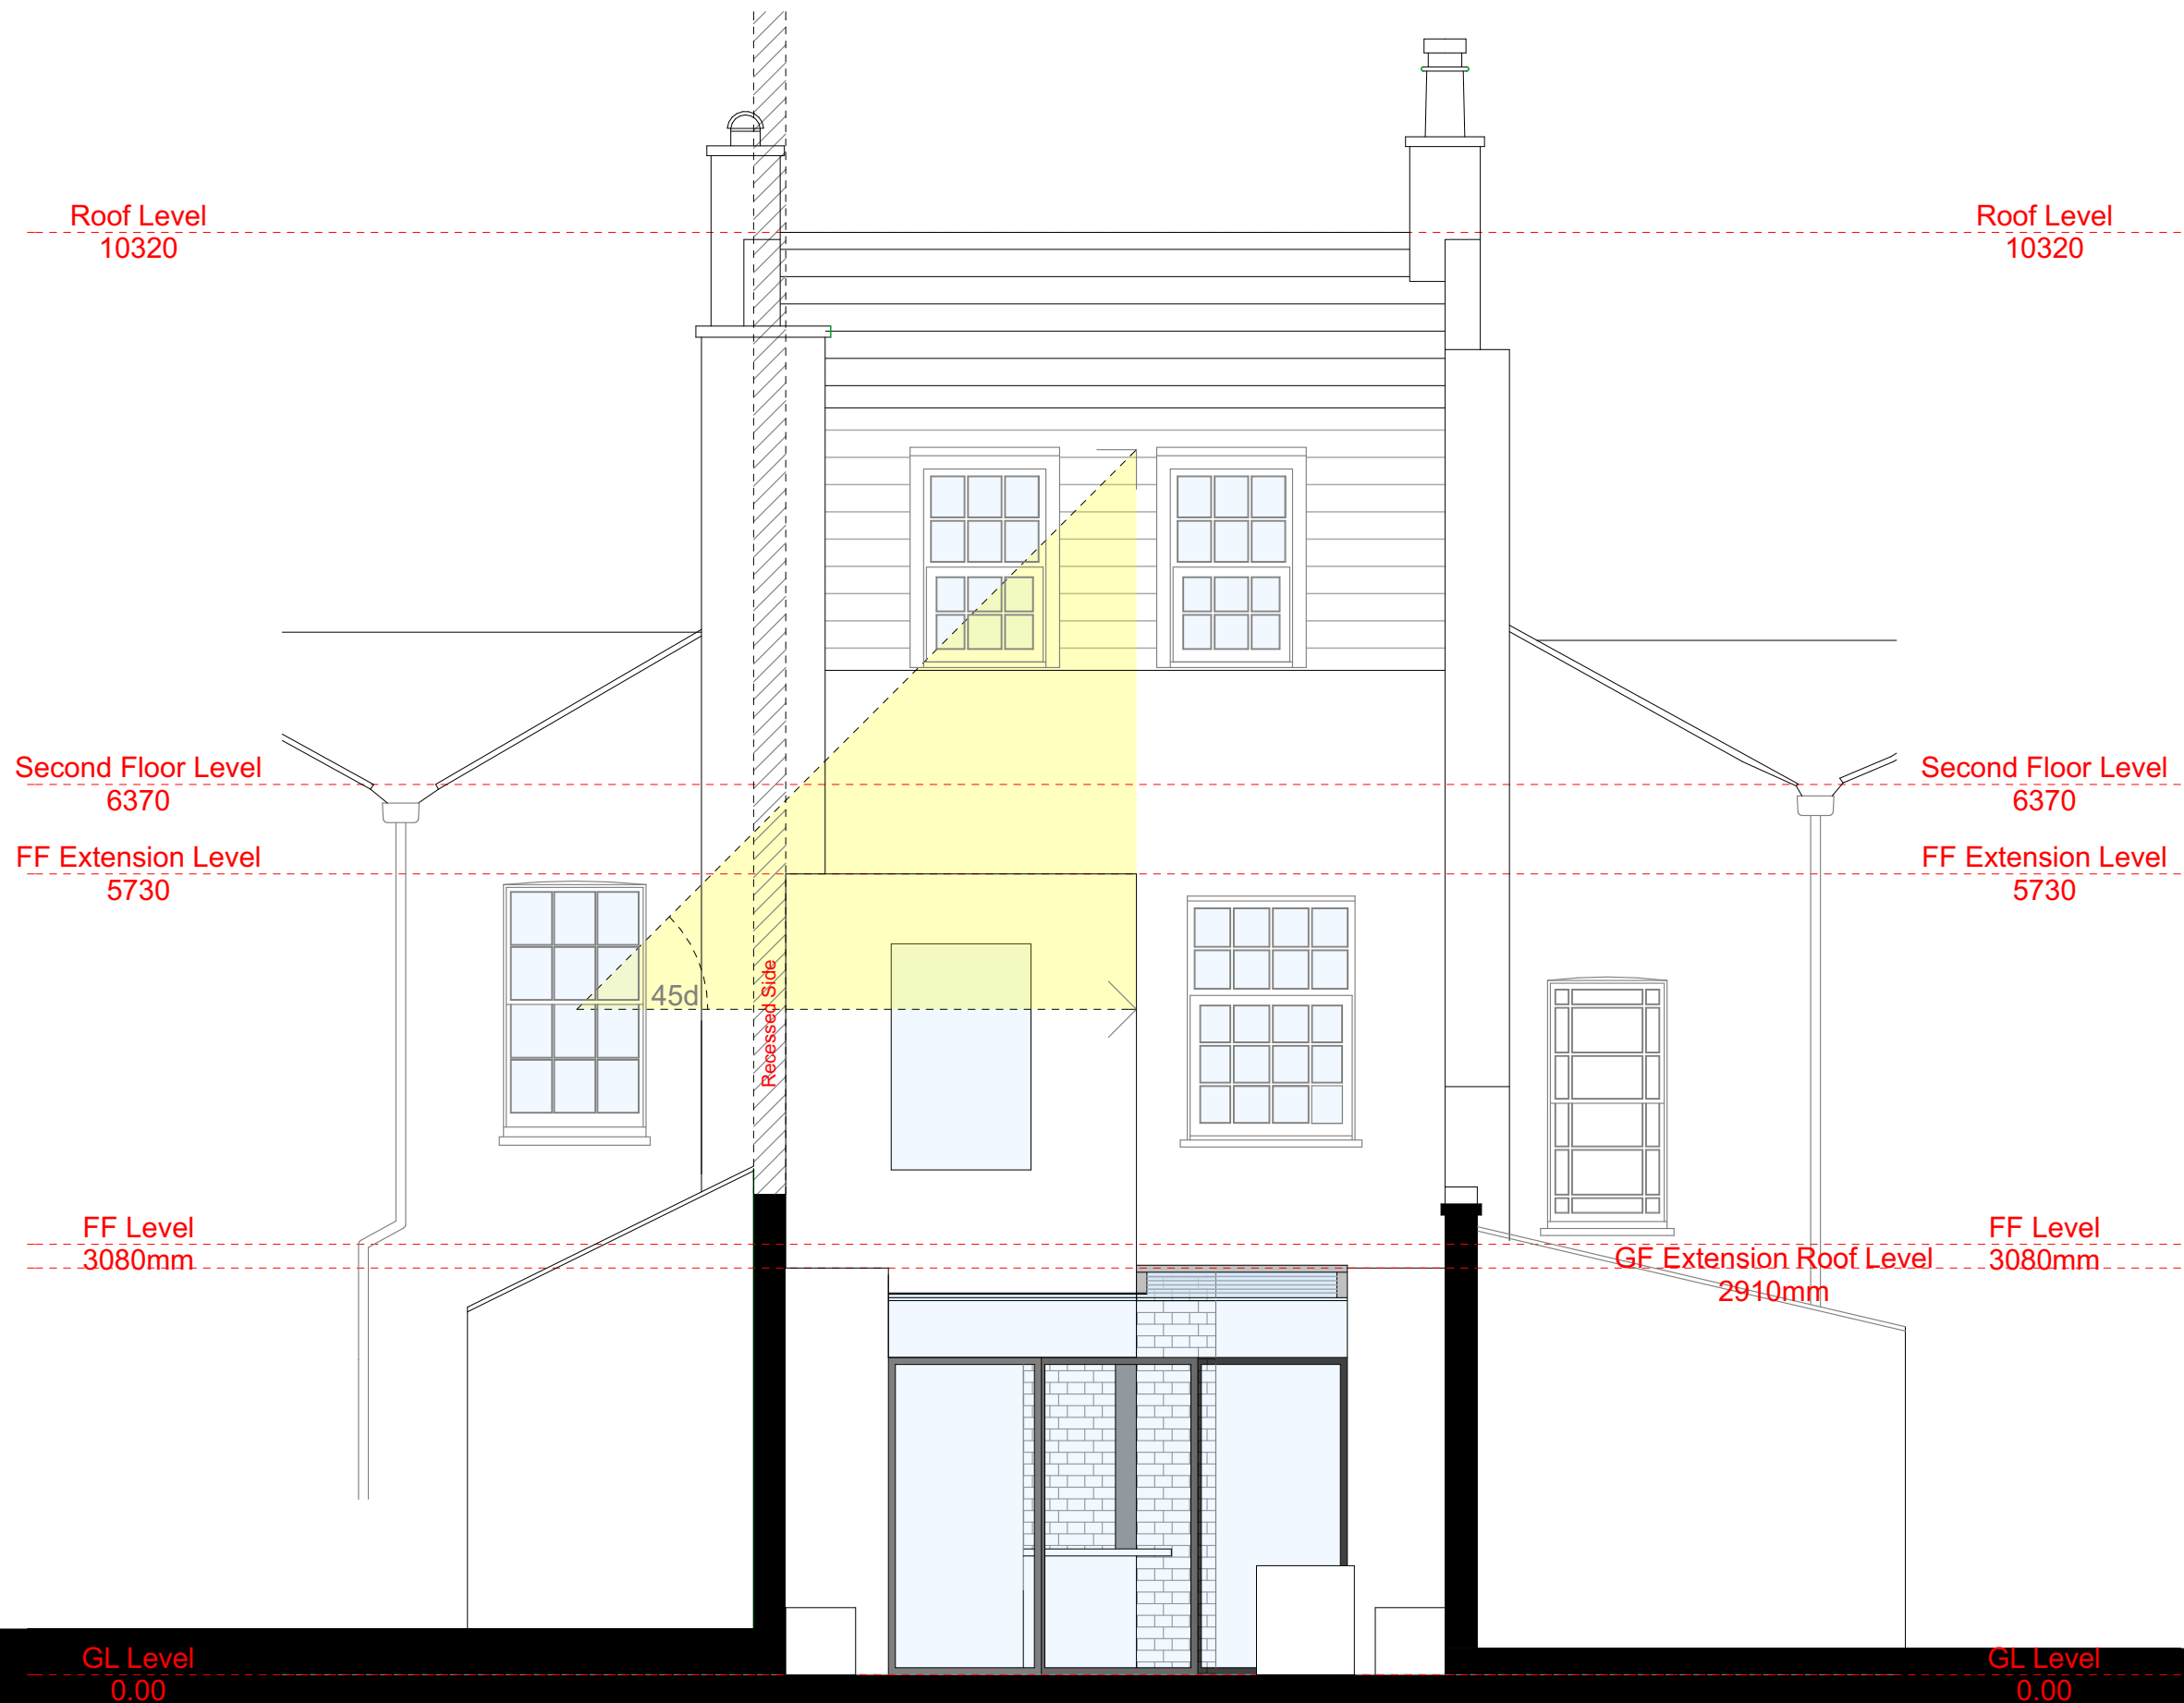 Roof Level
10320
Roof Level
10320
Second Floor Level
6370
Second Floor Level
6370
FF Extension Level
5730
FF Extension Level
5730
45d
Recessed Side
FF Level
3080mm
FF Level
3080mm
GF Extension Roof Level
2910mm
GL Level
0.00
GL Level
0.00